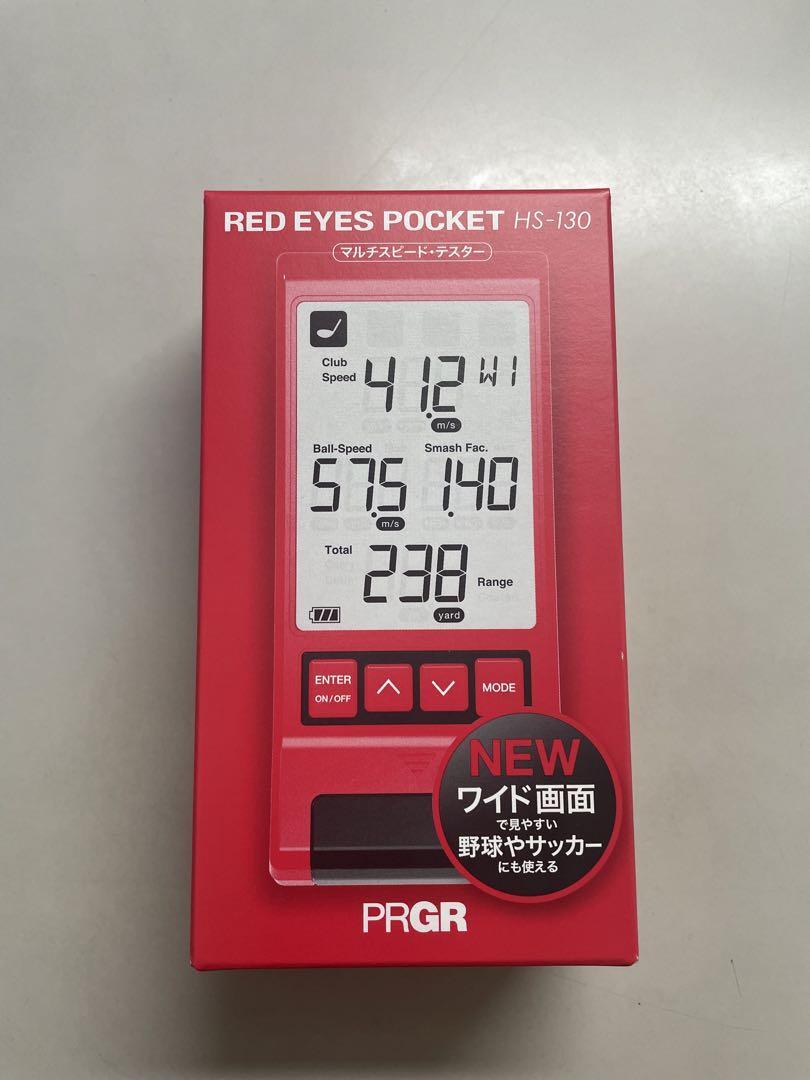 RED EYES POCKET HS-130
マルチスピード・テスター
Club
Speed 41.2 W1
m/s
Ball-Speed Smash Fac.
57.5 1.40
m/s
Total 238 Range
yard
ENTER
ON/OFF
MODE
NEW
ワイド画面
で見やすい
野球やサッカー
にも使える
PRGR